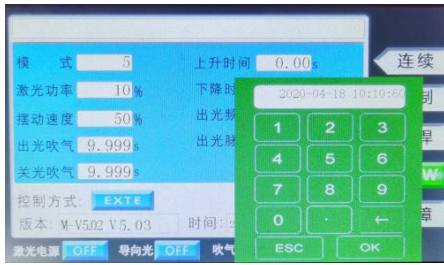 模 式 5 上升时间 0.00s 连续
激光功率 10% 下降时 2020-04-18 10:10:60 制
摆动速度 50% 出光频
出光吹气 9.999s 出光脉
关光吹气 9.999s
1 2 3
4 5 6
7 8 9
0 . ←
ESC OK
控制方式: EXTE
版本: M-V5.02 V5.03 时间:
激光电源 OFF 导向光 OFF 吹气
W
章